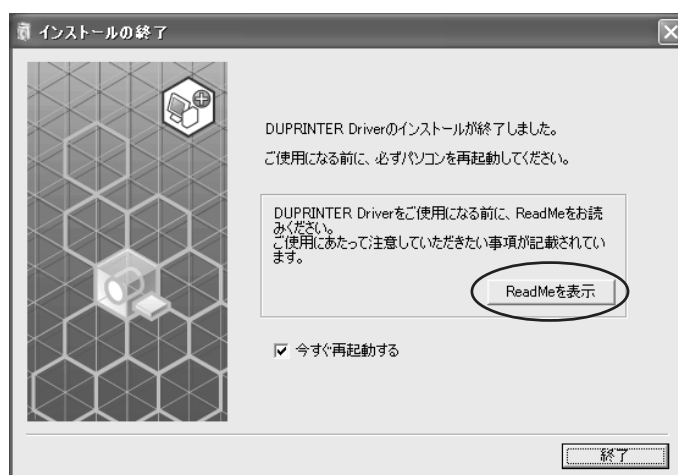 インストールの終了
DUPRINTER Driverのインストールが終了しました。
ご使用になる前に、必ずパソコンを再起動してください。
DUPRINTER Driverをご使用になる前に、ReadMeをお読
みください。
ご使用にあたって注意していただきたい事項が記載されてい
ます。
ReadMeを表示
今すぐ再起動する
終了